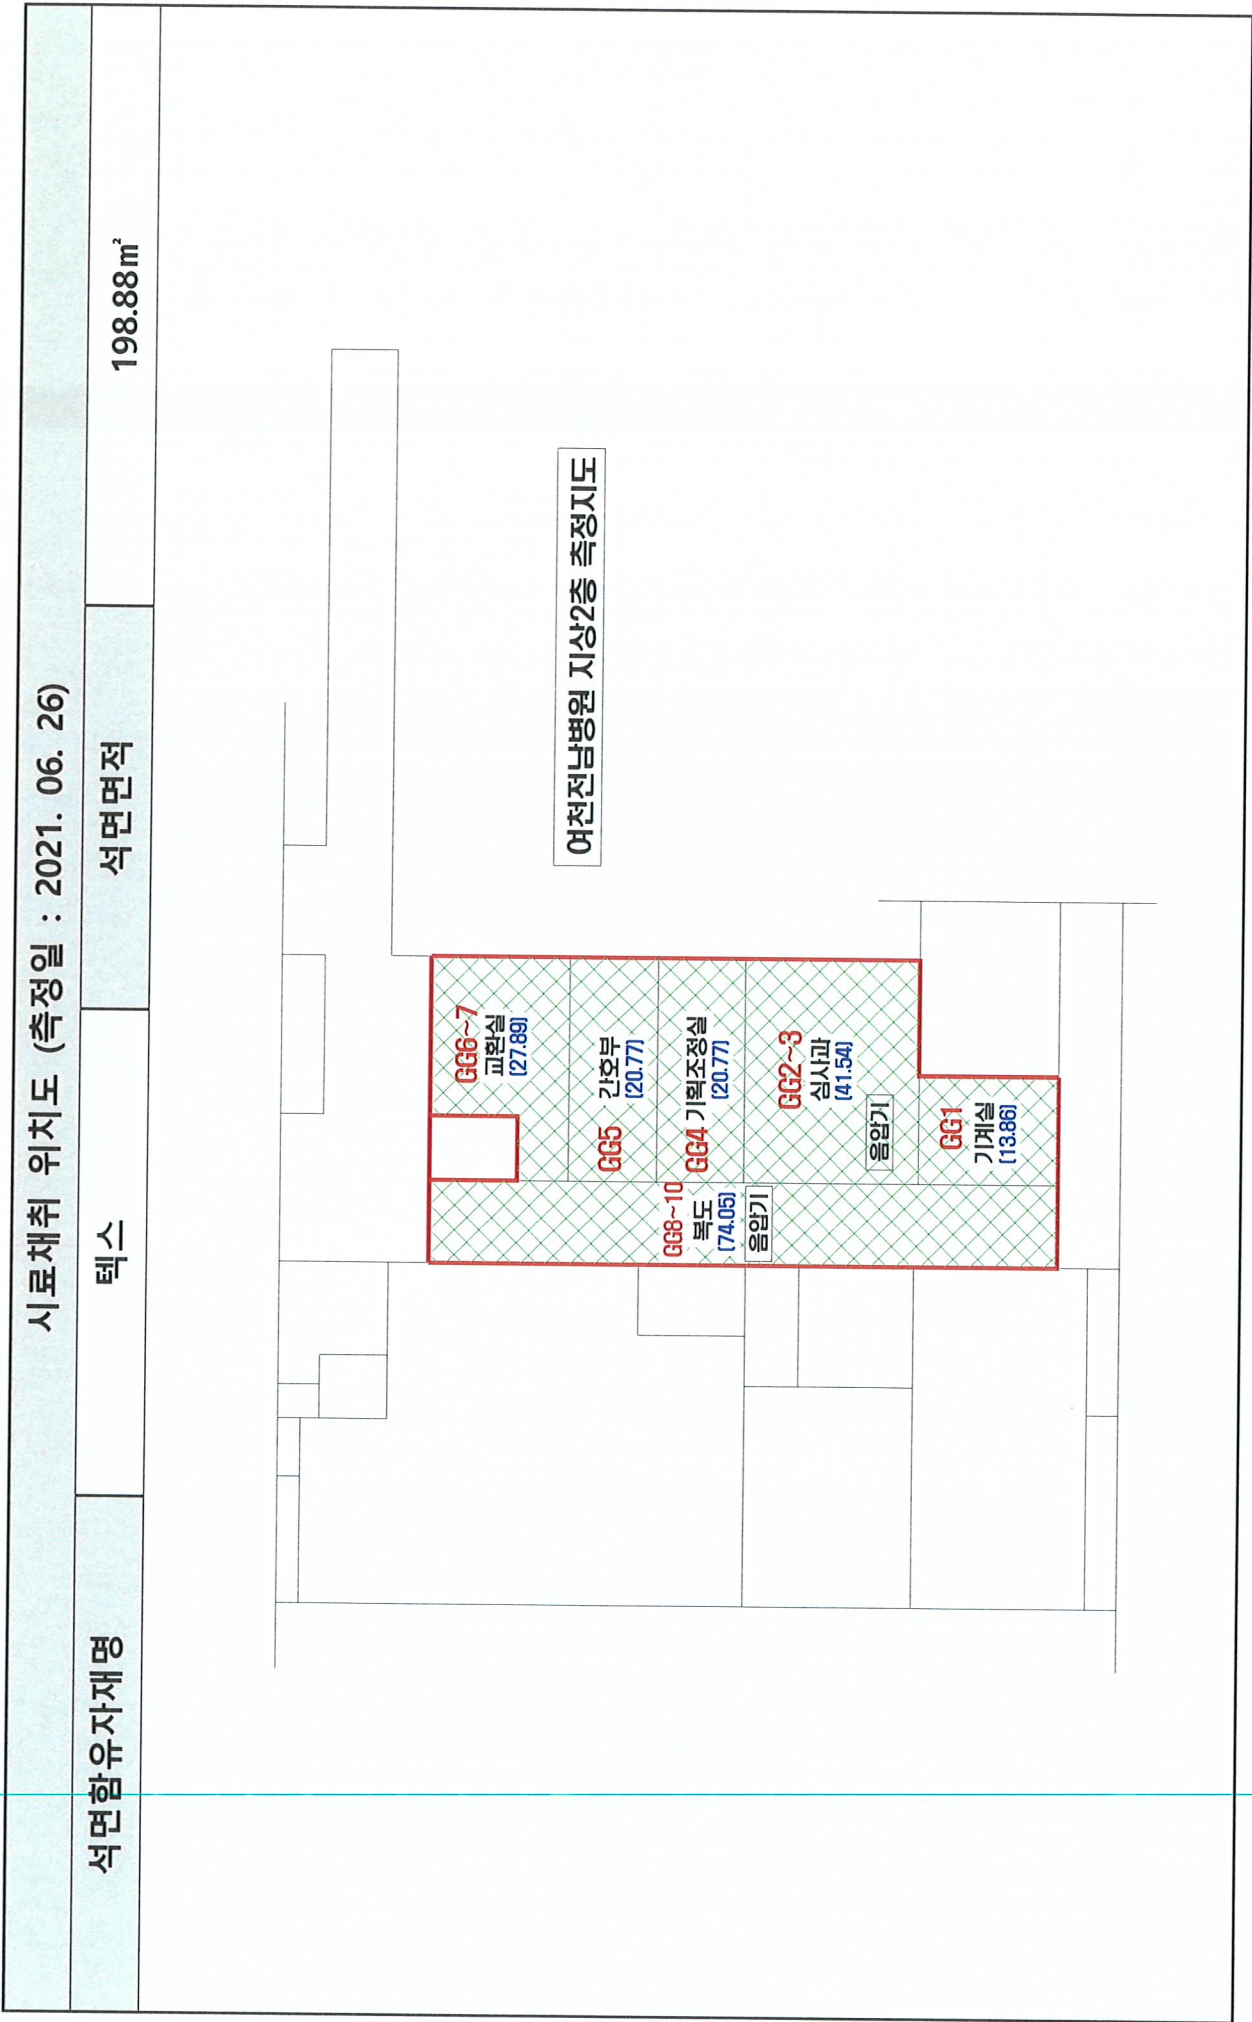 시료채취 위치도 (측정일 : 2021. 06. 26)
석면함유자재명
텍스
석면면적
198.88㎡
여천전남병원 지상2층 측정지도
GG6~7
교환실
[27.89]
GG5
간호부
[20.77]
GG4
기획조정실
[20.77]
GG2~3
심사과
[41.54]
음압기
GG1
기계실
[13.86]
GG8~10
복도
[74.05]
음압기